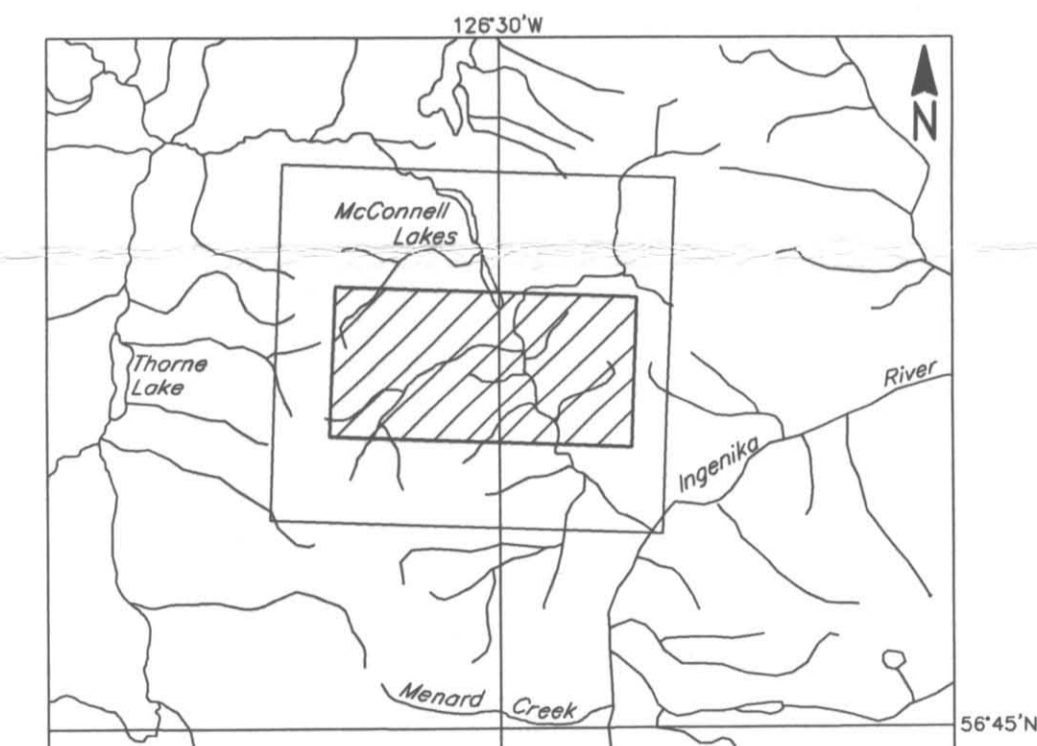 126°30'W
N
McConnell
Lakes
Thorne
Lake
River
Ingenika
Menard Creek
56°45'N